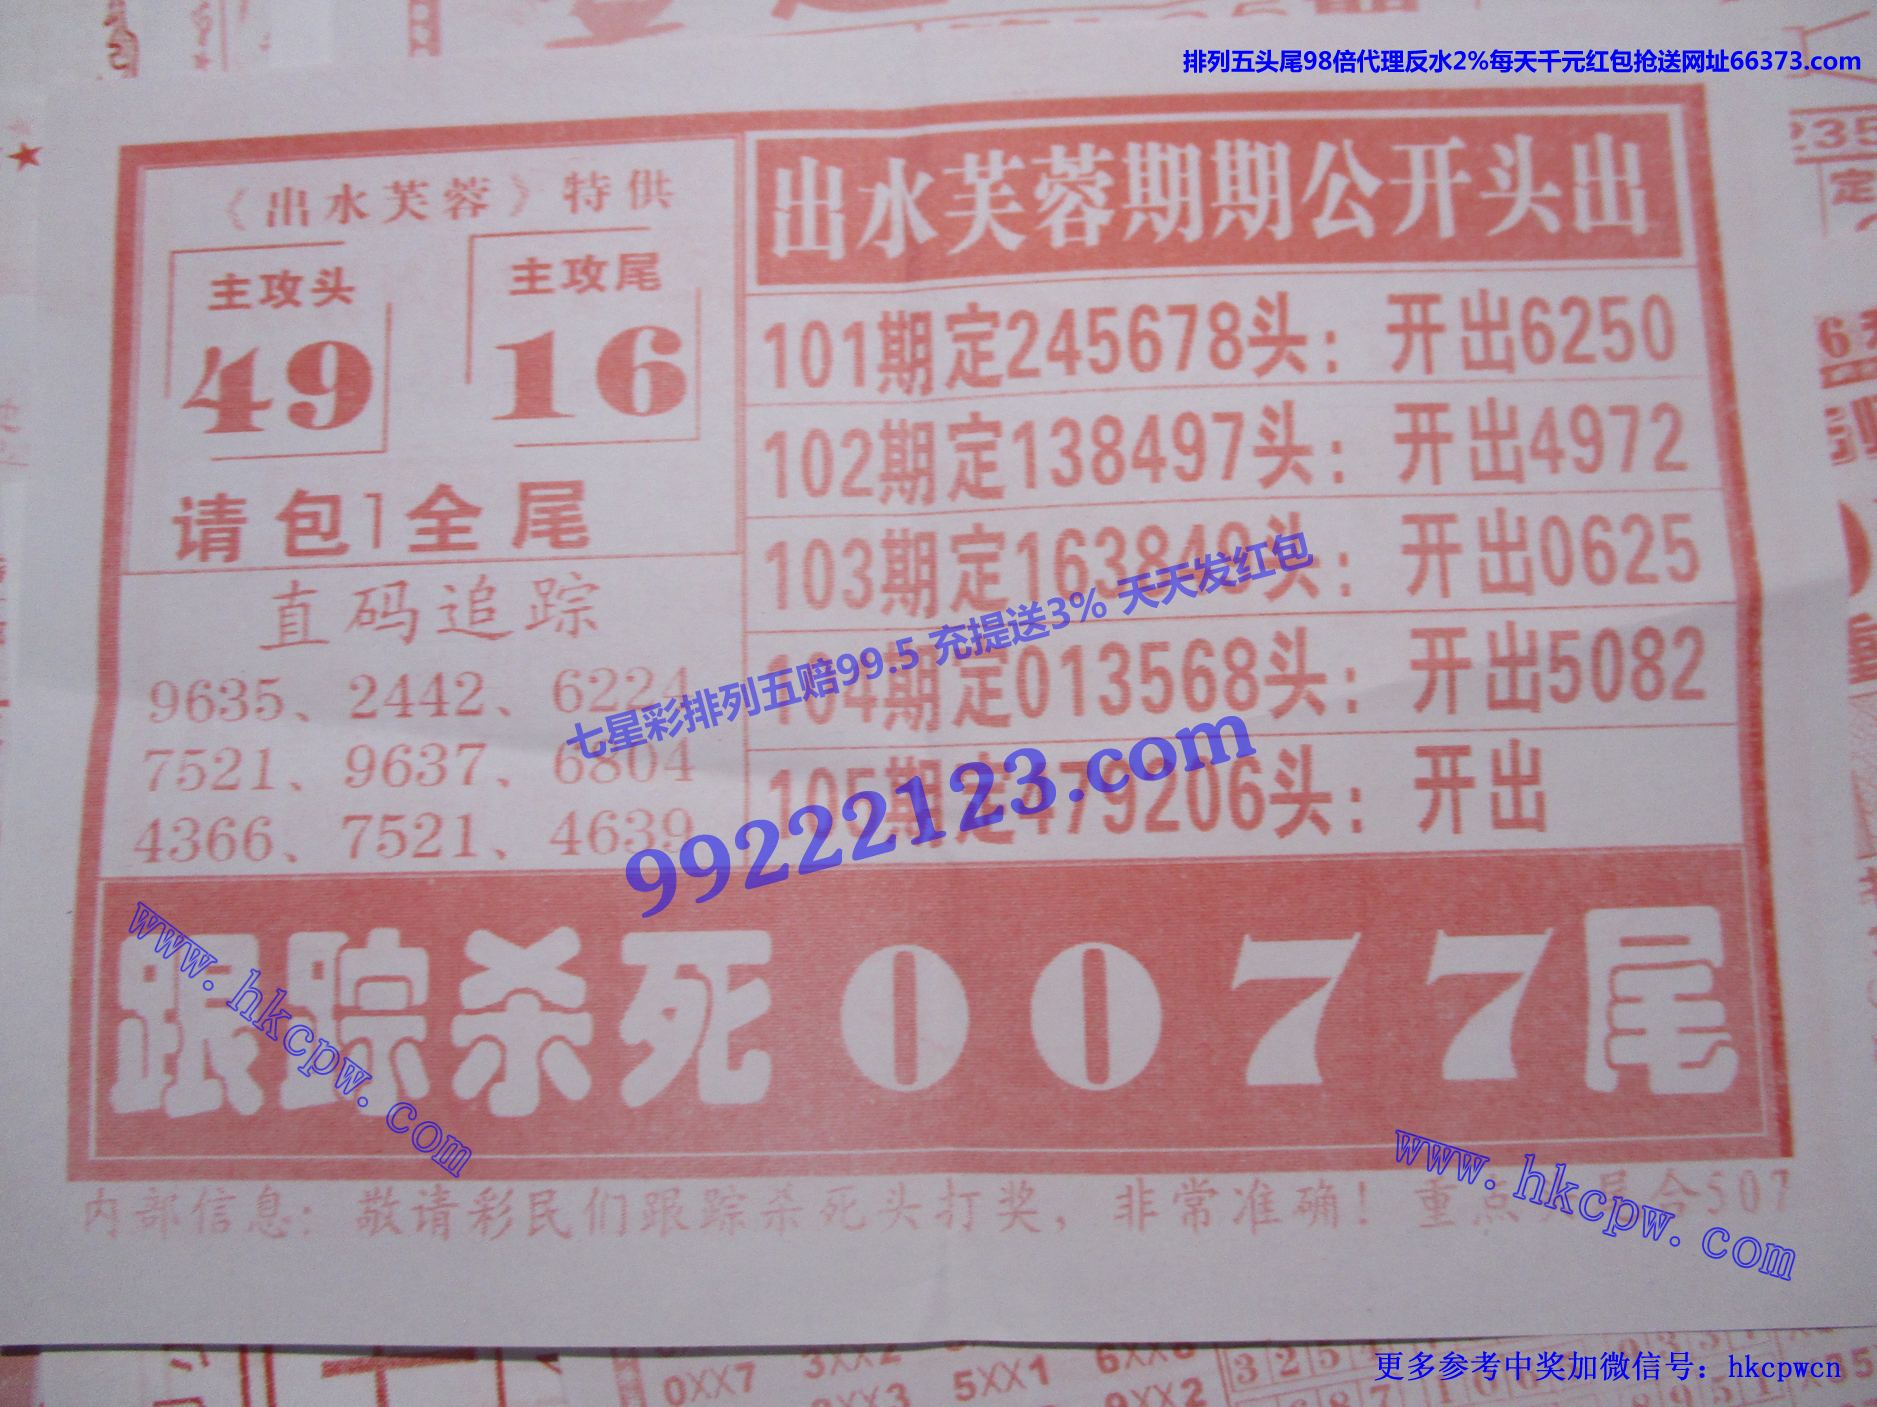 排列五头尾98倍代理反水2%每天千元红包抢送网址66373.com
《出水芙蓉》特供
主攻头
49
主攻尾
16
请包1全尾
直码追踪
9635、2442、6224
7521、9637、6804
4366、7521、4639
出水芙蓉期期公开头出
101期定245678头：开出6250
102期定138497头：开出4972
103期定163849头：开出0625
104期定013568头：开出5082
105期定479206头：开出
七星彩排列五赔99.5 充提送3% 天天发红包
99222123.com
跟踪杀死0077尾
www.hkcpw.com
www.hkcpw.com
内部信息：敬请彩民们跟踪杀死头打奖，非常准确！重点 合507
0XX7
3XX2
5XX1
9XX2
更多参考中奖加微信号：hkcpwcn